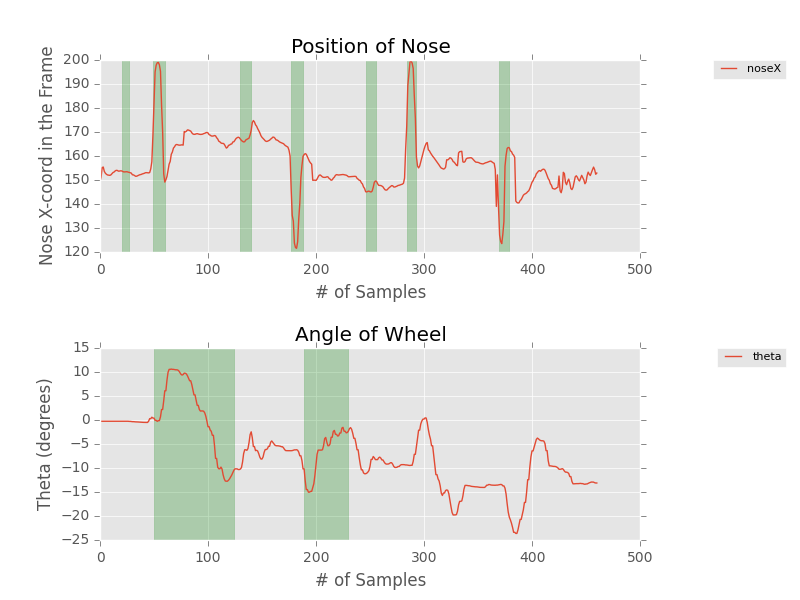 Position of Nose
Nose X-coord in the Frame
200
190
180
170
160
150
140
130
120
0 100 200 300 400 500
# of Samples
noseX
Angle of Wheel
Theta (degrees)
15
10
5
0
−5
−10
−15
−20
−25
0 100 200 300 400 500
# of Samples
theta